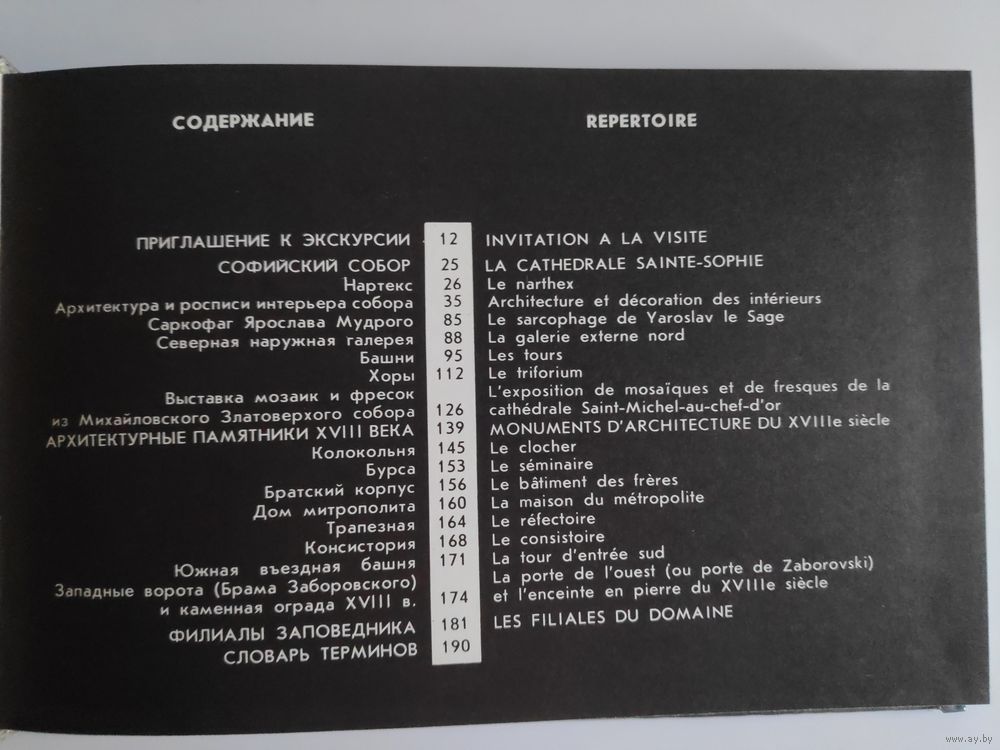 СОДЕРЖАНИЕ REPERTOIRE
ПРИГЛАШЕНИЕ К ЭКСКУРСИИ 12 INVITATION A LA VISITE
СОФИЙСКИЙ СОБОР 25 LA CATHEDRALE SAINTE-SOPHIE
Нартекс 26 Le narthex
Архитектура и росписи интерьера собора 35 Architecture et décoration des intérieurs
Саркофаг Ярослава Мудрого 85 Le sarcophage de Yaroslav le Sage
Северная наружная галерея 88 La galerie externe nord
Башни 95 Les tours
Хоры 112 Le triforium
Выставка мозаик и фресок L'exposition de mosaïques et de fresques de la
из Михайловского Златоверхого собора 126 cathédrale Saint-Michel-au-chef-d'or
АРХИТЕКТУРНЫЕ ПАМЯТНИКИ XVIII ВЕКА 139 MONUMENTS D'ARCHITECTURE DU XVIIIe siècle
Колокольня 145 Le clocher
Бурса 153 Le séminaire
Братский корпус 156 Le bâtiment des frères
Дом митрополита 160 La maison du métropolite
Трапезная 164 Le réfectoire
Консистория 168 Le consistoire
Южная въездная башня 171 La tour d'entrée sud
Западные ворота (Брама Заборовского) La porte de l'ouest (ou porte de Zaborovski)
и каменная ограда XVIII в. 174 et l'enceinte en pierre du XVIIIe siècle
ФИЛИАЛЫ ЗАПОВЕДНИКА 181 LES FILIALES DU DOMAINE
СЛОВАРЬ ТЕРМИНОВ 190
www.ay.by